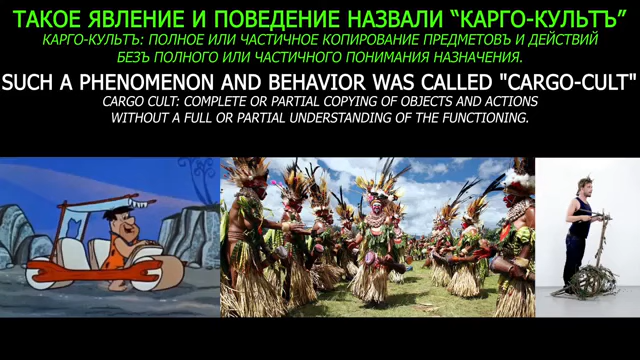 ТАКОЕ ЯВЛЕНИЕ И ПОВЕДЕНИЕ НАЗВАЛИ “КАРГО-КУЛЬТЪ”
КАРГО-КУЛЬТЪ: ПОЛНОЕ ИЛИ ЧАСТИЧНОЕ КОПИРОВАНИЕ ПРЕДМЕТОВЪ И ДЕЙСТВИЙ
БЕЗЪ ПОЛНОГО ИЛИ ЧАСТИЧНОГО ПОНИМАНИЯ НАЗНАЧЕНИЯ.
SUCH A PHENOMENON AND BEHAVIOR WAS CALLED "CARGO-CULT"
CARGO CULT: COMPLETE OR PARTIAL COPYING OF OBJECTS AND ACTIONS
WITHOUT A FULL OR PARTIAL UNDERSTANDING OF THE FUNCTIONING.